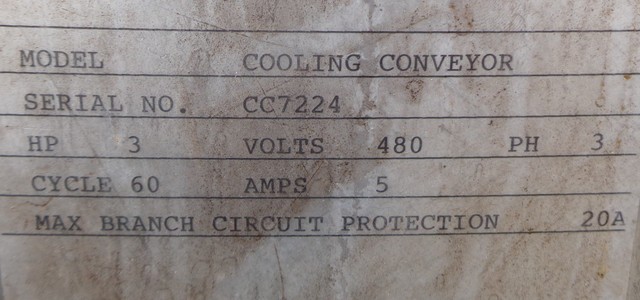 MODEL COOLING CONVEYOR
SERIAL NO. CC7224
HP 3 VOLTS 480 PH 3
CYCLE 60 AMPS 5
MAX BRANCH CIRCUIT PROTECTION 20A